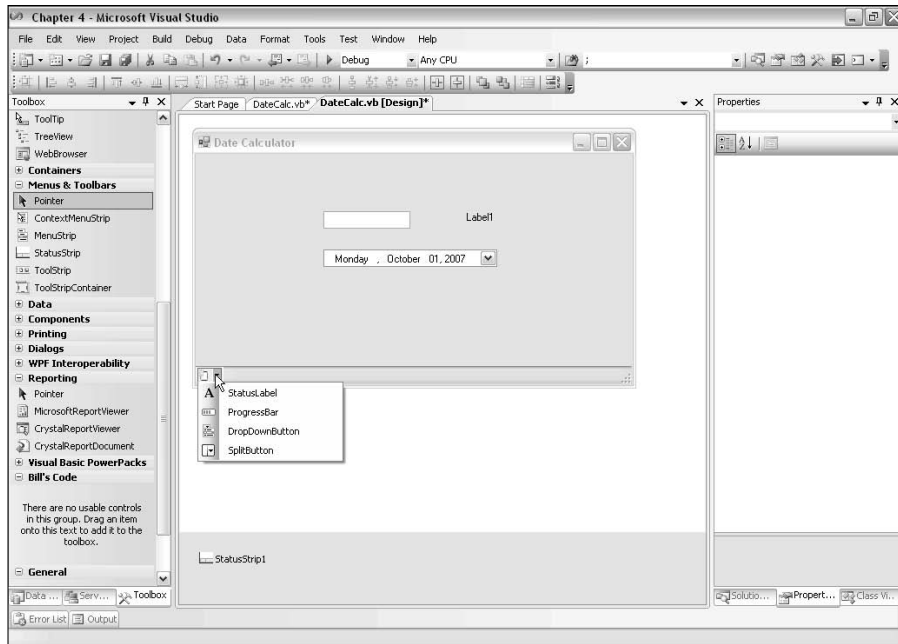 Chapter 4 - Microsoft Visual Studio
File Edit View Project Build Debug Data Format Tools Test Window Help
Debug Any CPU
Toolbox
ToolTip
TreeView
WebBrowser
Containers
Menus & Toolbars
Pointer
ContextMenuStrip
MenuStrip
StatusStrip
ToolStrip
ToolStripContainer
Data
Components
Printing
Dialogs
WPF Interoperability
Reporting
Pointer
MicrosoftReportViewer
CrystalReportViewer
CrystalReportDocument
Visual Basic PowerPacks
Bill's Code
There are no usable controls
in this group. Drag an item
onto this text to add it to the
toolbox.
General
Data ... Serv... Toolbox
Error List Output
Start Page DateCalc.vb* DateCalc.vb [Design]*
Date Calculator
Label1
Monday , October 01, 2007
A StatusLabel
ProgressBar
DropDownButton
SplitButton
StatusStrip1
Properties
Solutio... Propert... Class Vi...